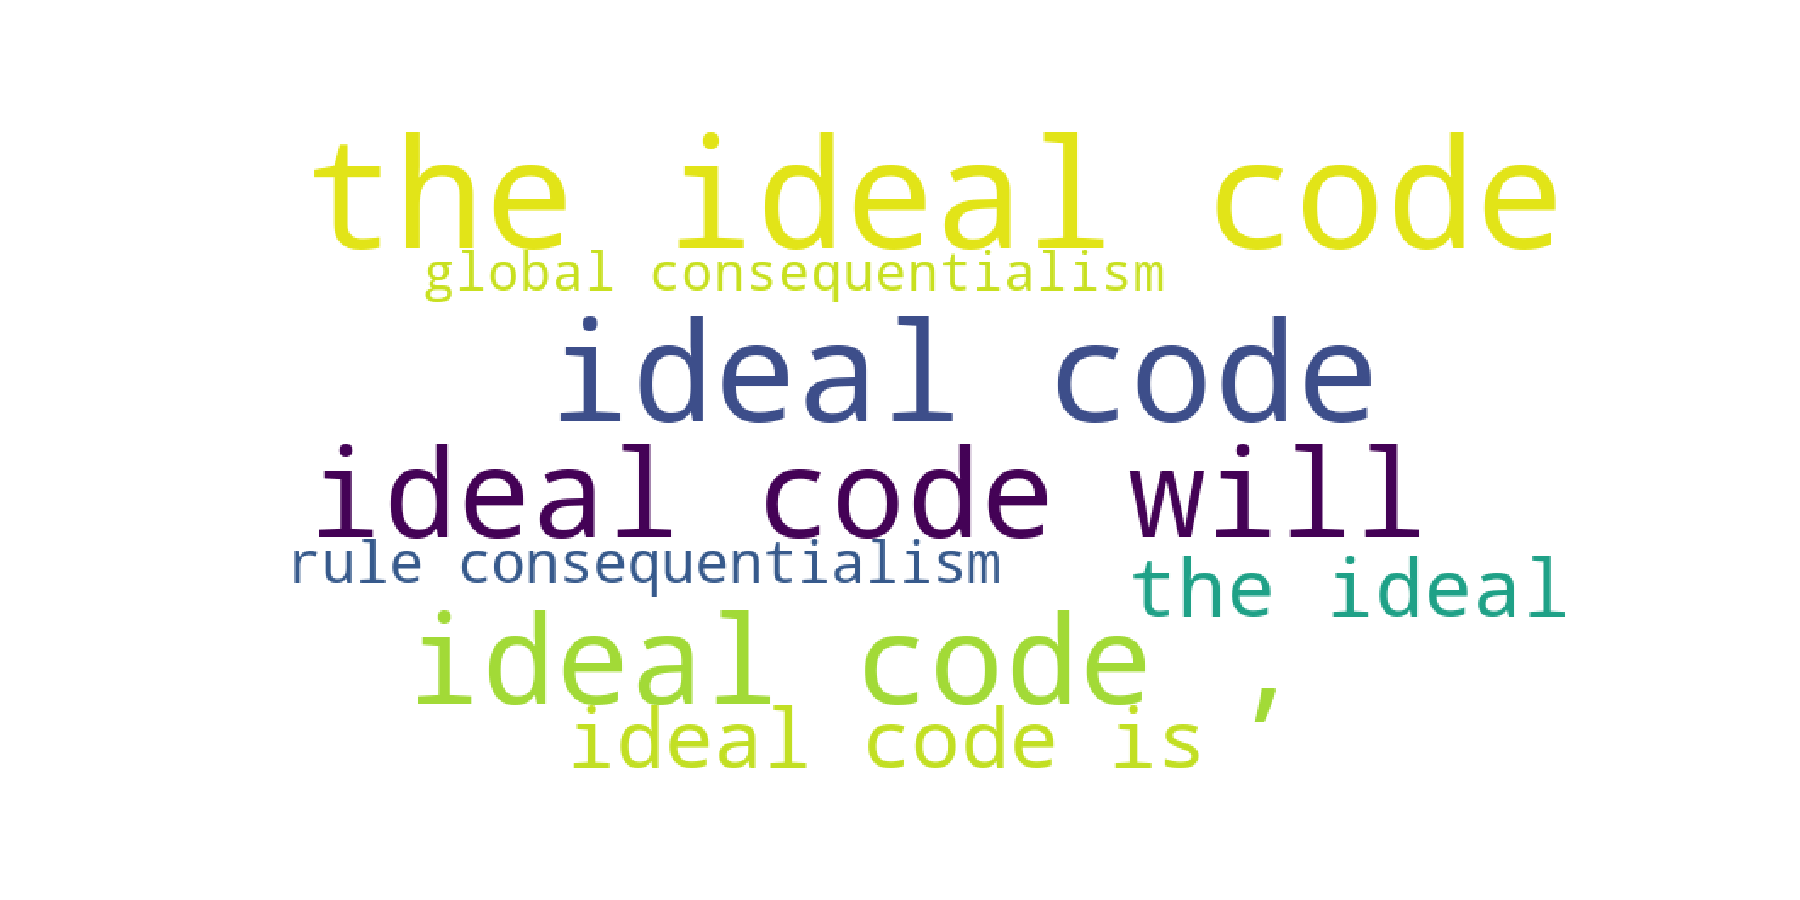 the ideal code
global consequentialism
ideal code
ideal code will
rule consequentialism
the ideal
ideal code ,
ideal code is